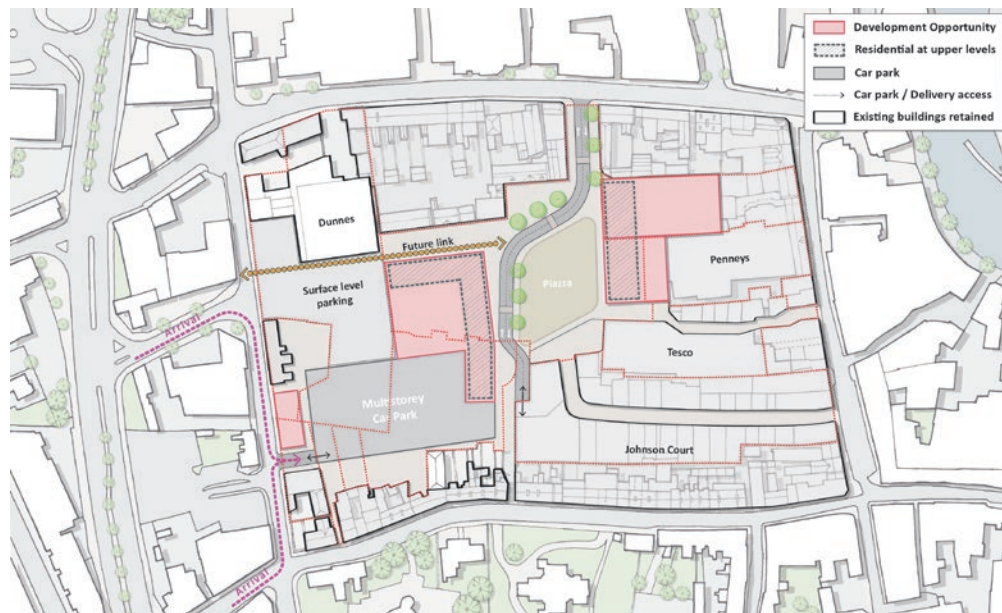 Development Opportunity
Residential at upper levels
Car park
Car park / Delivery access
Existing buildings retained
Dunnes
Future link
Penneys
Surface level
parking
Piazza
Arrival
Tesco
Multistorey
Car Park
Johnson Court
Arrival